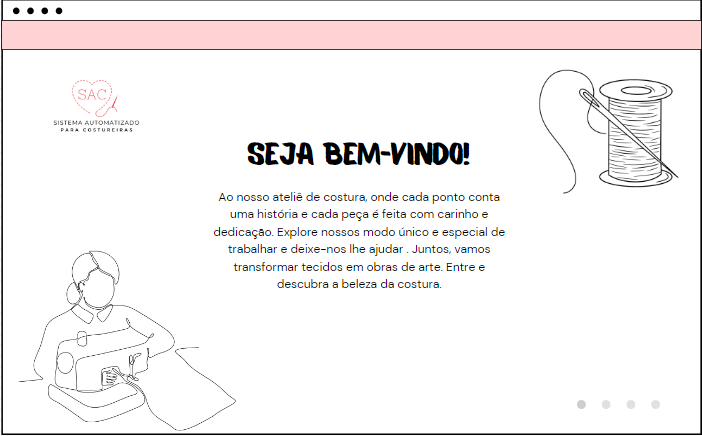 SAC
SISTEMA AUTOMATIZADO
PARA COSTUREIRAS
SEJA BEM-VINDO!
Ao nosso ateliê de costura, onde cada ponto conta
uma história e cada peça é feita com carinho e
dedicação. Explore nossos modo único e especial de
trabalhar e deixe-nos lhe ajudar . Juntos, vamos
transformar tecidos em obras de arte. Entre e
descubra a beleza da costura.